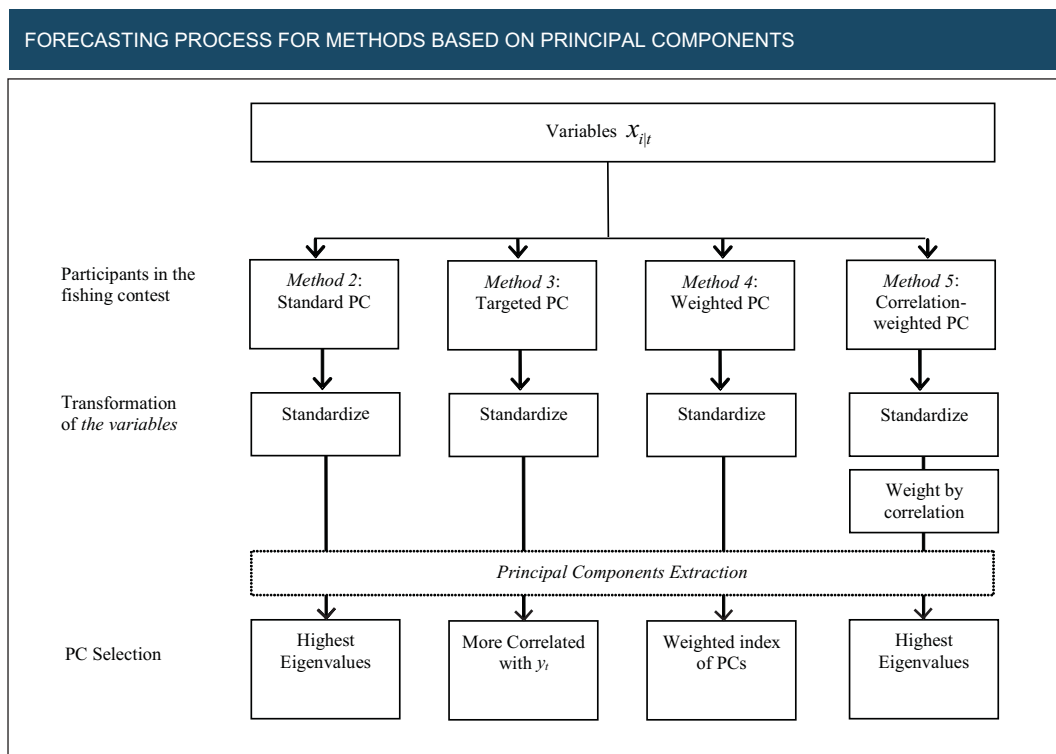 FORECASTING PROCESS FOR METHODS BASED ON PRINCIPAL COMPONENTS
Variables x_{i|t}
Participants in the
fishing contest
Method 2:
Standard PC
Method 3:
Targeted PC
Method 4:
Weighted PC
Method 5:
Correlation-
weighted PC
Transformation
of the variables
Standardize
Standardize
Standardize
Standardize
Weight by
correlation
Principal Components Extraction
PC Selection
Highest
Eigenvalues
More Correlated
with y_t
Weighted index
of PCs
Highest
Eigenvalues